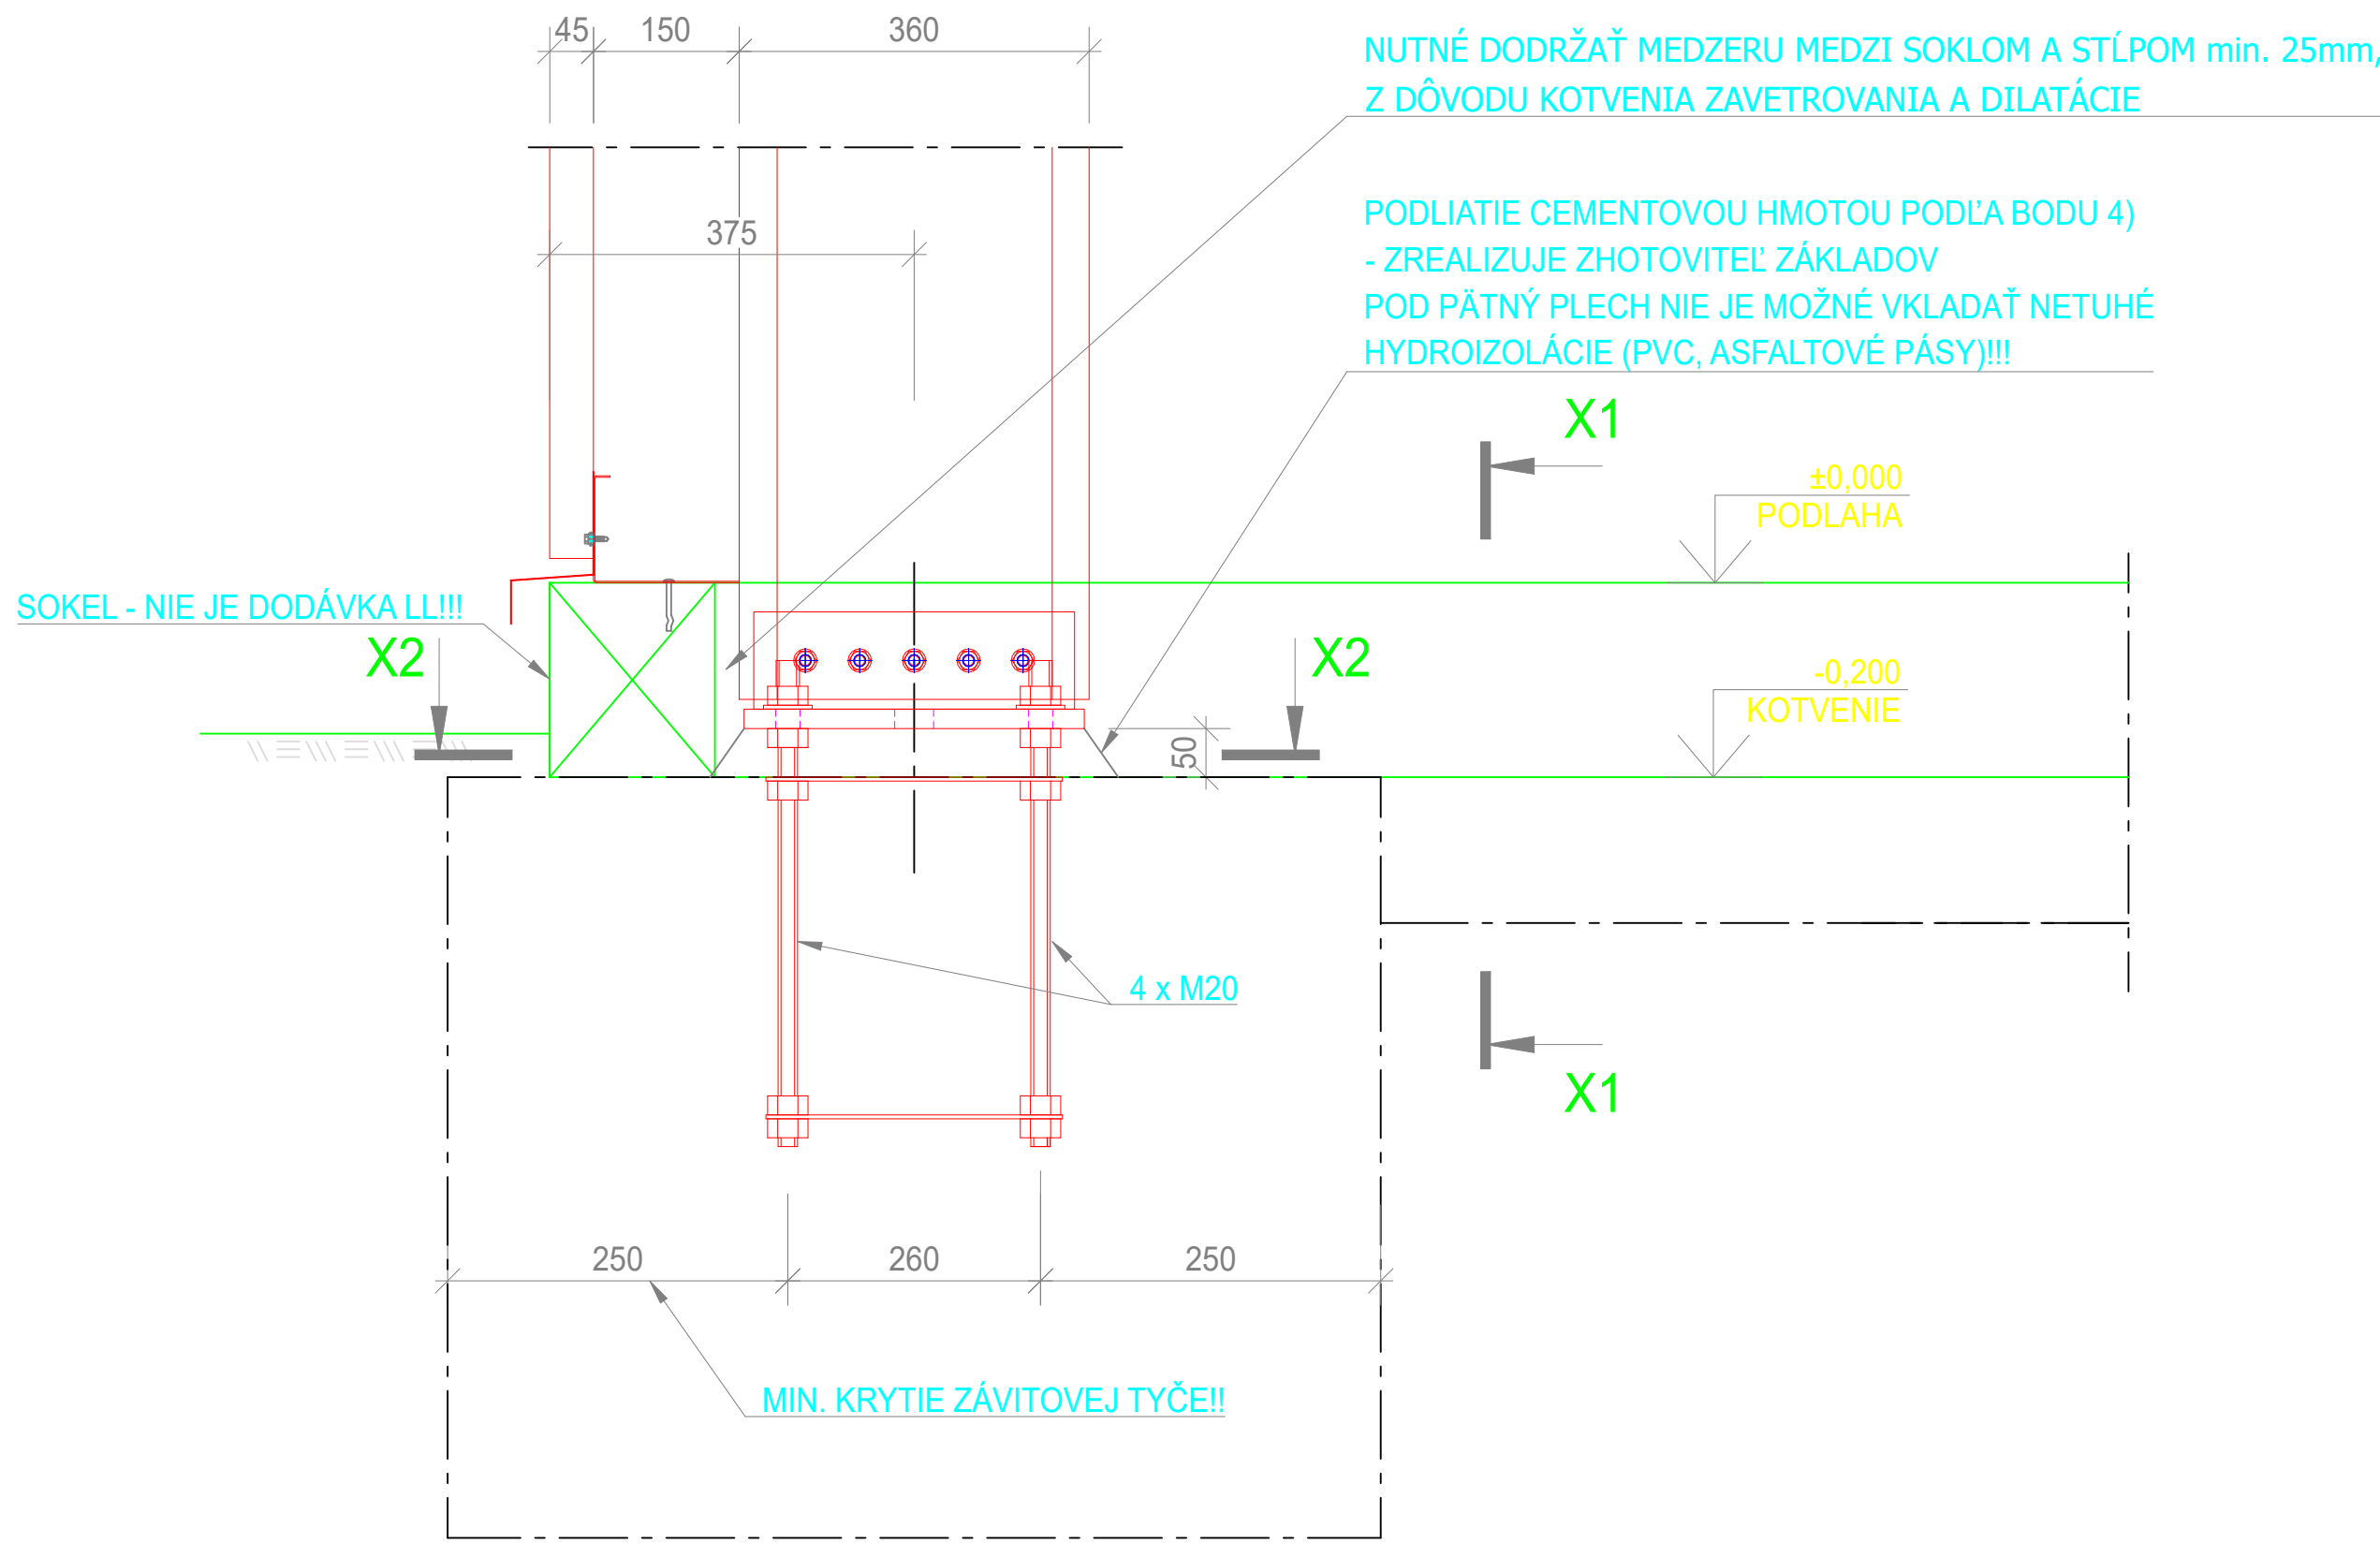 45
150
360
NUTNÉ DODRŽAŤ MEDZERU MEDZI SOKLOM A STĹPOM min. 25mm,
Z DÔVODU KOTVENIA ZAVETROVANIA A DILATÁCIE
375
PODLIATIE CEMENTOVOU HMOTOU PODĽA BODU 4)
- ZREALIZUJE ZHOTOVITEĽ ZÁKLADOV
POD PÄTNÝ PLECH NIE JE MOŽNÉ VKLADAŤ NETUHÉ
HYDROIZOLÁCIE (PVC, ASFALTOVÉ PÁSY)!!!
X1
±0,000
PODLAHA
SOKEL - NIE JE DODÁVKA LL!!!
X2
X2
-0,200
KOTVENIE
50
4 x M20
X1
250
260
250
MIN. KRYTIE ZÁVITOVEJ TYČE!!